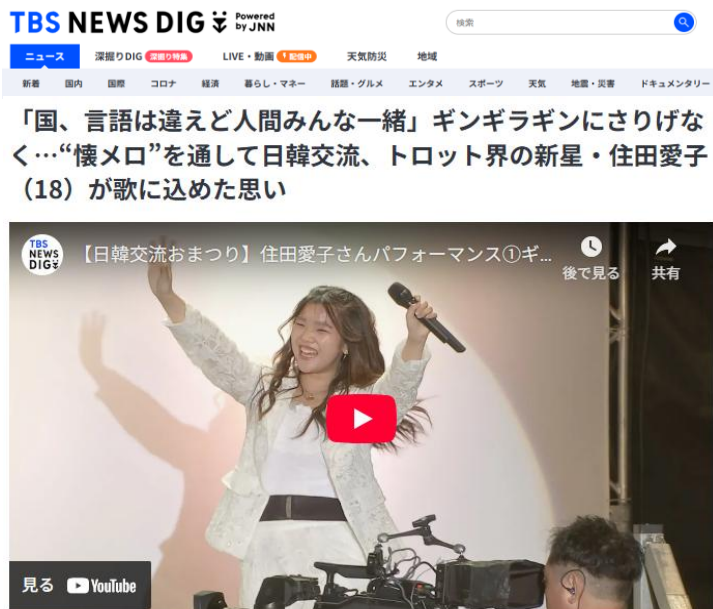 TBS NEWS DIG Powered by JNN
検索
ニュース 深掘りDIG 深掘り特集 LIVE・動画 配信中 天気防災 地域
新着 国内 国際 コロナ 経済 暮らし・マネー 話題・グルメ エンタメ スポーツ 天気 地震・災害 ドキュメンタリー
「国、言語は違えど人間みんな一緒」ギンギラギンにさりげな
く…“懐メロ”を通して日韓交流、トロット界の新星・住田愛子
（18）が歌に込めた思い
TBS NEWS DIG
【日韓交流おまつり】住田愛子さんパフォーマンス①ギ...
後で見る 共有
見る YouTube